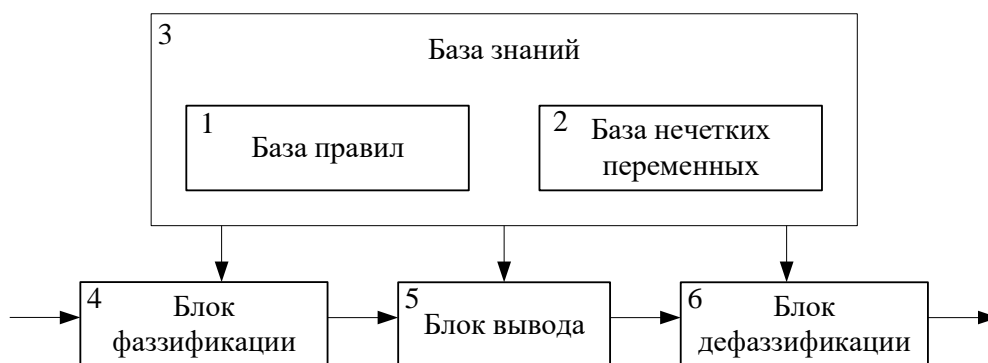 3
База знаний
1
База правил
2
База нечетких
переменных
4
Блок
фаззификации
5
Блок вывода
6
Блок
дефаззификации